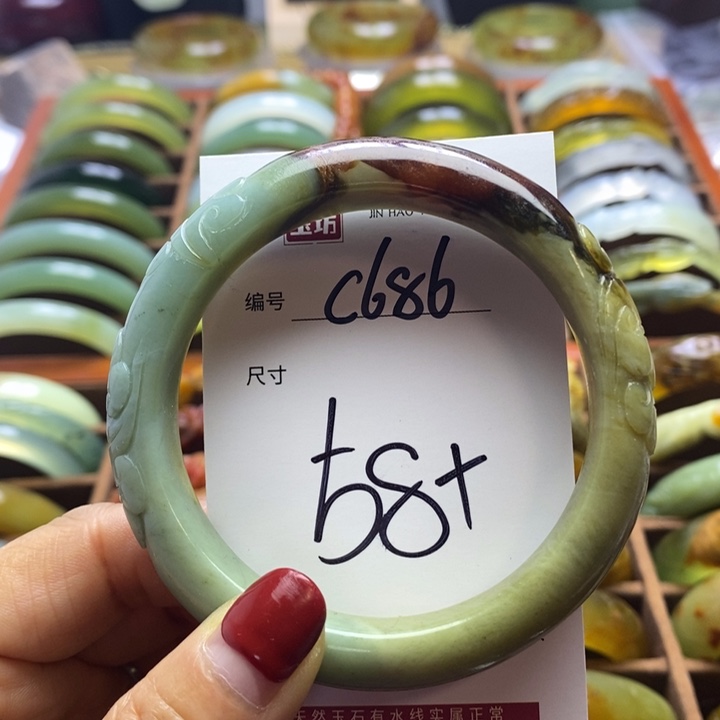 玉坊
JIN HAO
编号 C686
尺寸
58+
天然玉石有水线实属正常